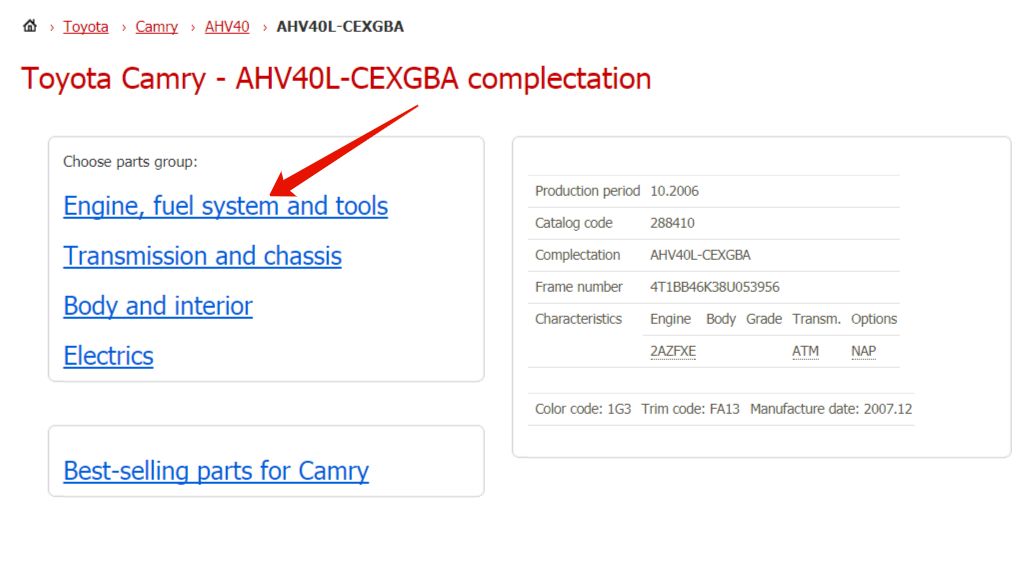 › Toyota › Camry › AHV40 › AHV40L-CEXGBA
Toyota Camry - AHV40L-CEXGBA complectation
Choose parts group:
Engine, fuel system and tools
Transmission and chassis
Body and interior
Electrics
Best-selling parts for Camry
Production period 10.2006
Catalog code 288410
Complectation AHV40L-CEXGBA
Frame number 4T1BB46K38U053956
Characteristics Engine Body Grade Transm. Options
2AZFXE ATM NAP
Color code: 1G3 Trim code: FA13 Manufacture date: 2007.12